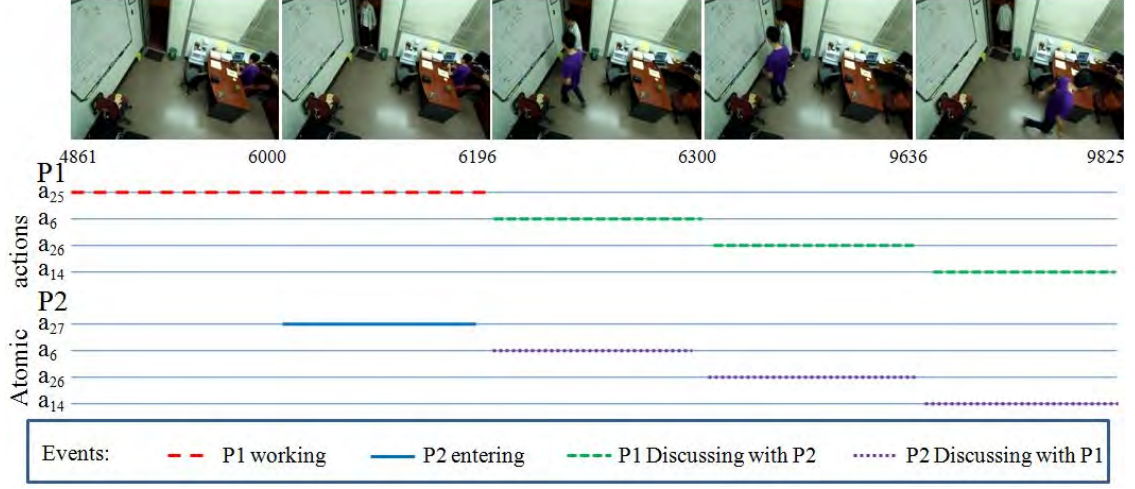 4861 6000 6196 6300 9636 9825
P1
a25
a6
a26
a14
actions
P2
a27
a6
a26
a14
Atomic
Events: P1 working P2 entering P1 Discussing with P2 P2 Discussing with P1